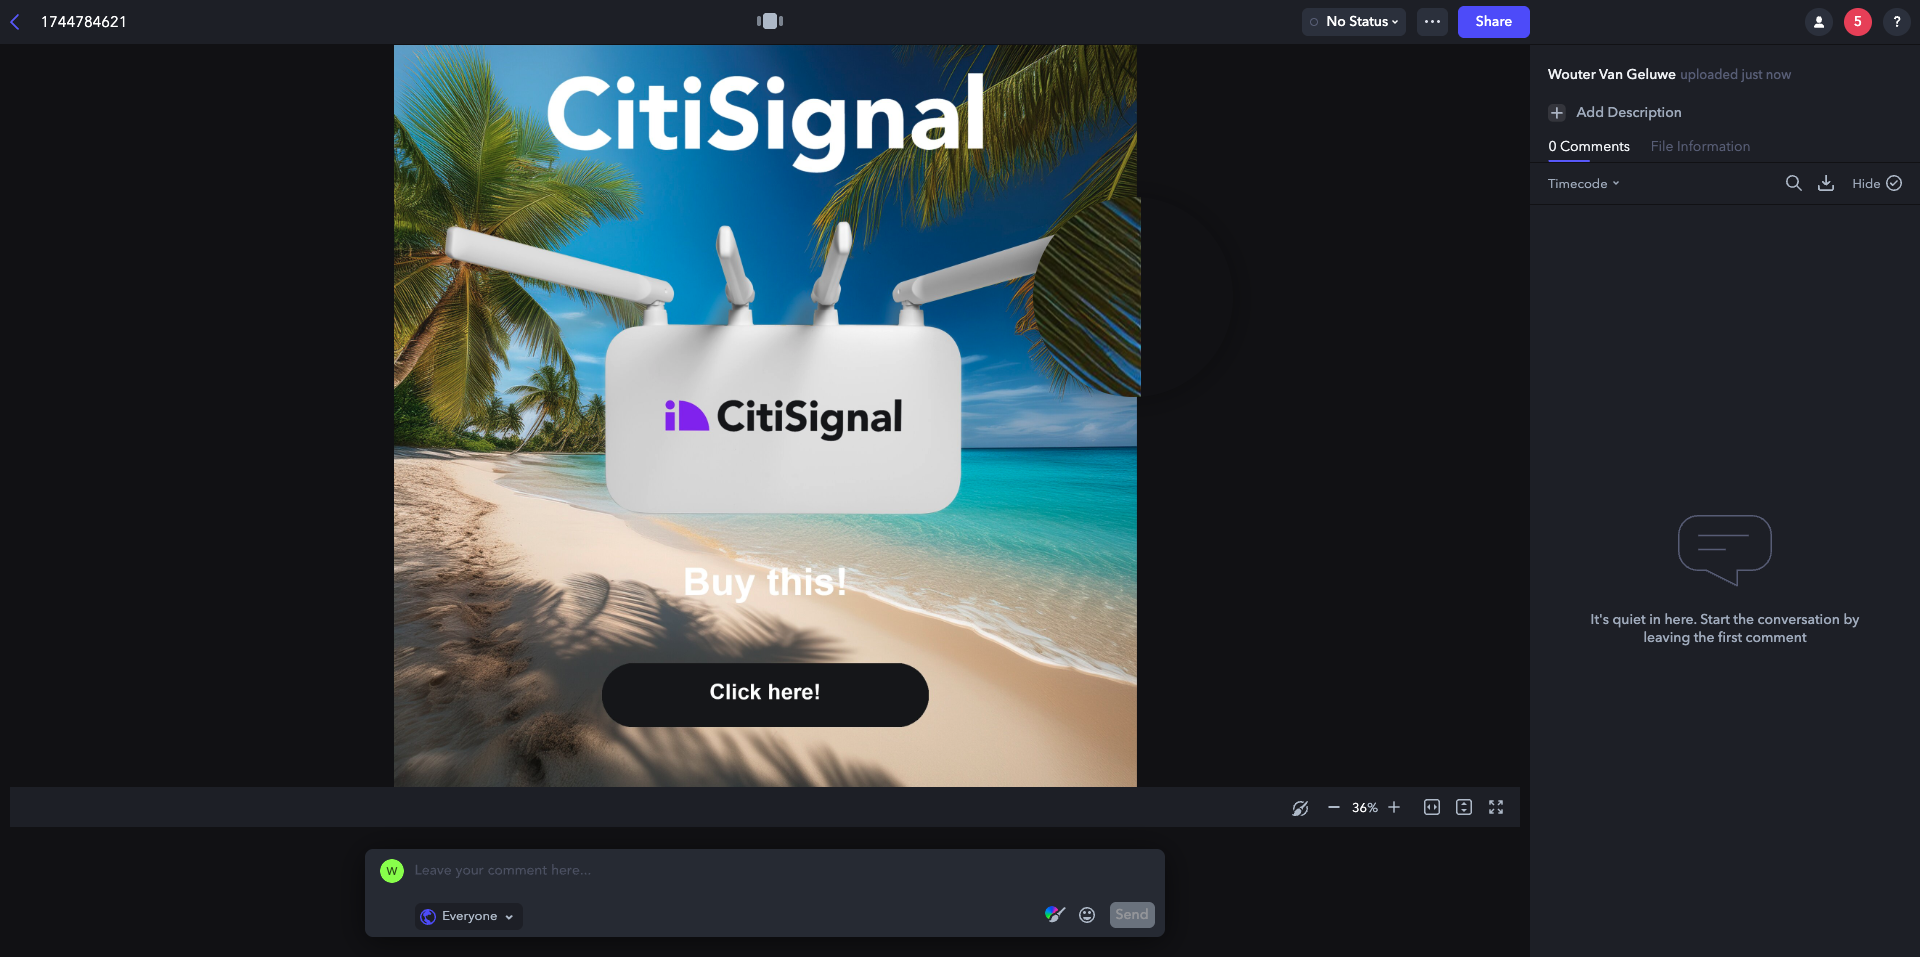 1744784621
No Status
Share
5
?
Wouter Van Geluwe uploaded just now
Add Description
0 Comments File Information
Timecode
Hide
CitiSignal
CitiSignal
Buy this!
Click here!
It's quiet in here. Start the conversation by
leaving the first comment
36%
W
Leave your comment here...
Everyone
Send